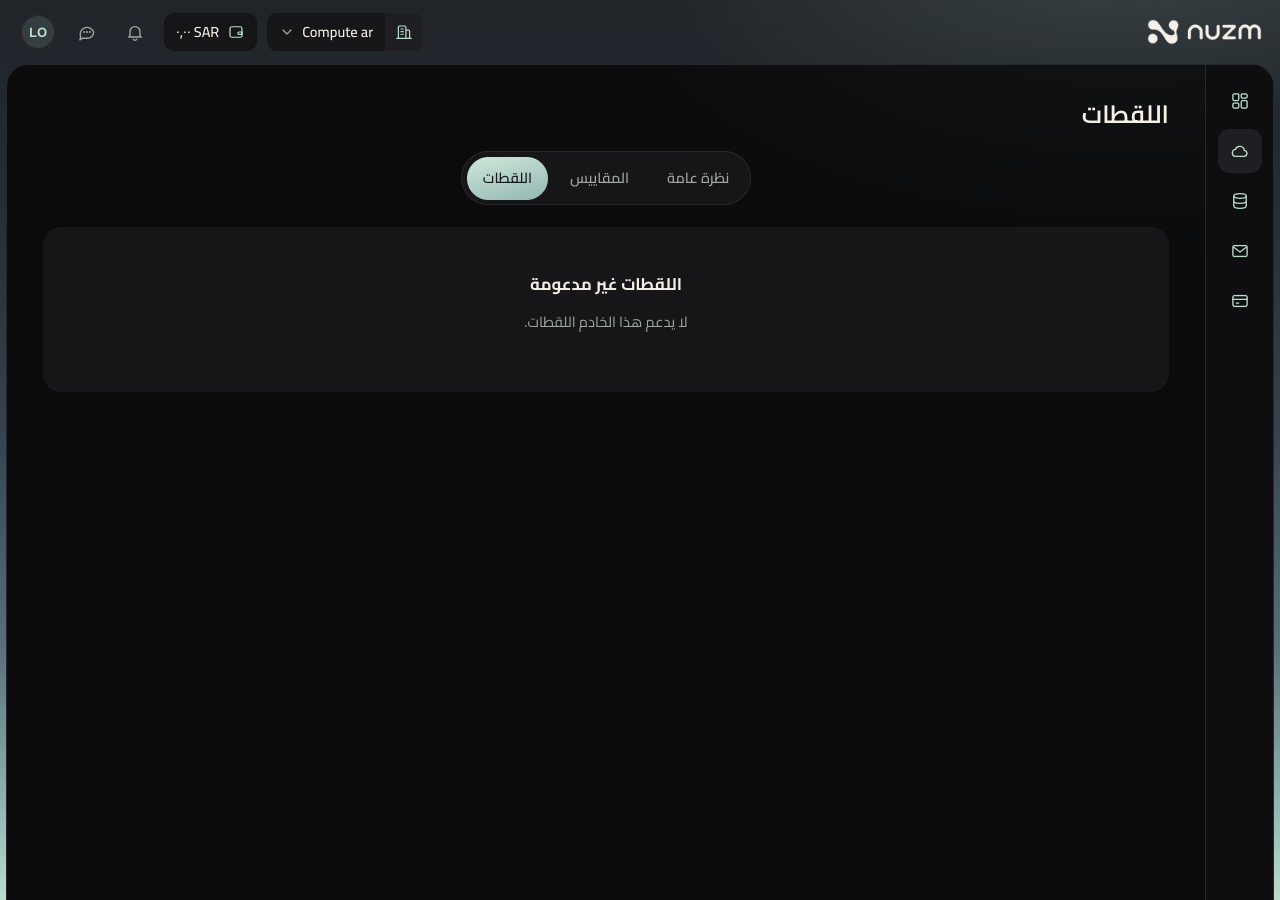 nuzm
Compute ar
٠,٠٠ SAR
LO
اللقطات
نظرة عامة
المقاييس
اللقطات
اللقطات غير مدعومة
لا يدعم هذا الخادم اللقطات.